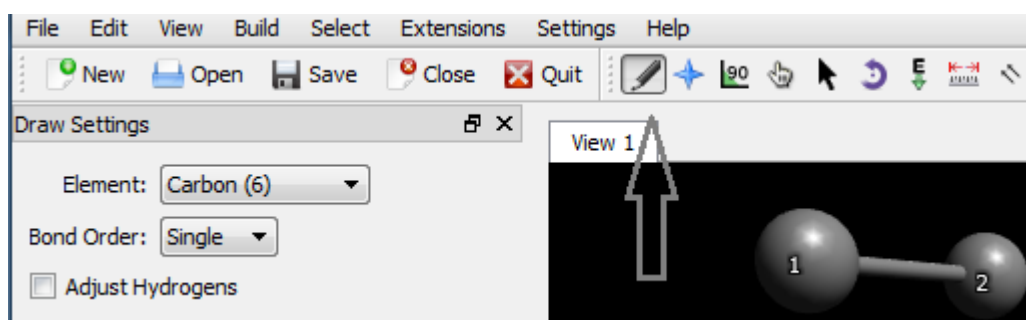 File Edit View Build Select Extensions Settings Help
New Open Save Close Quit 90 E
Draw Settings
View 1
Element: Carbon (6)
Bond Order: Single
Adjust Hydrogens
1
2